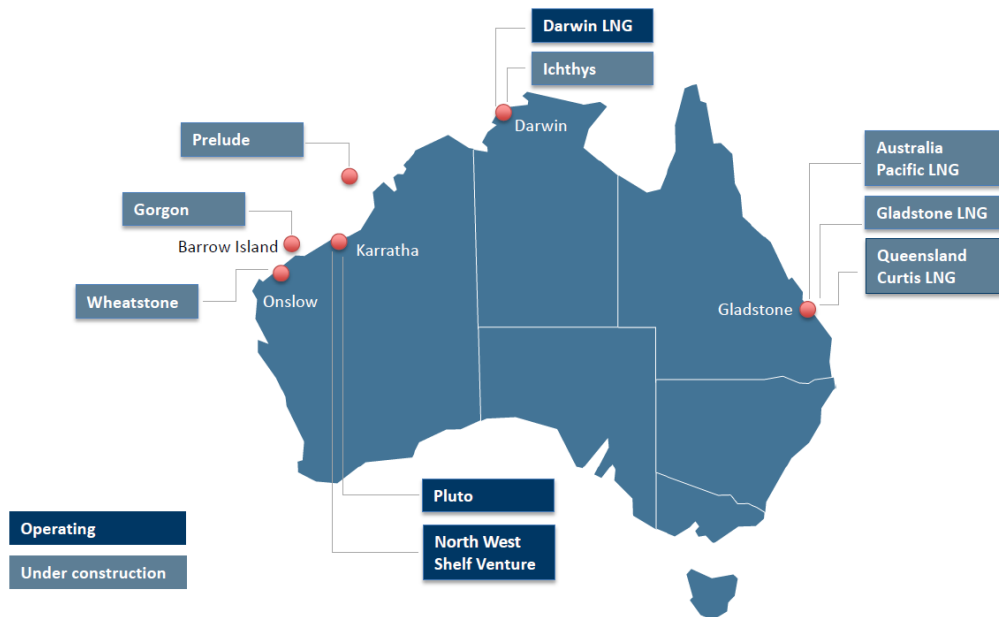 Darwin LNG
Ichthys
Darwin
Prelude
Australia
Pacific LNG
Gorgon
Gladstone LNG
Barrow Island
Karratha
Queensland
Curtis LNG
Wheatstone
Onslow
Gladstone
Pluto
North West
Shelf Venture
Operating
Under construction